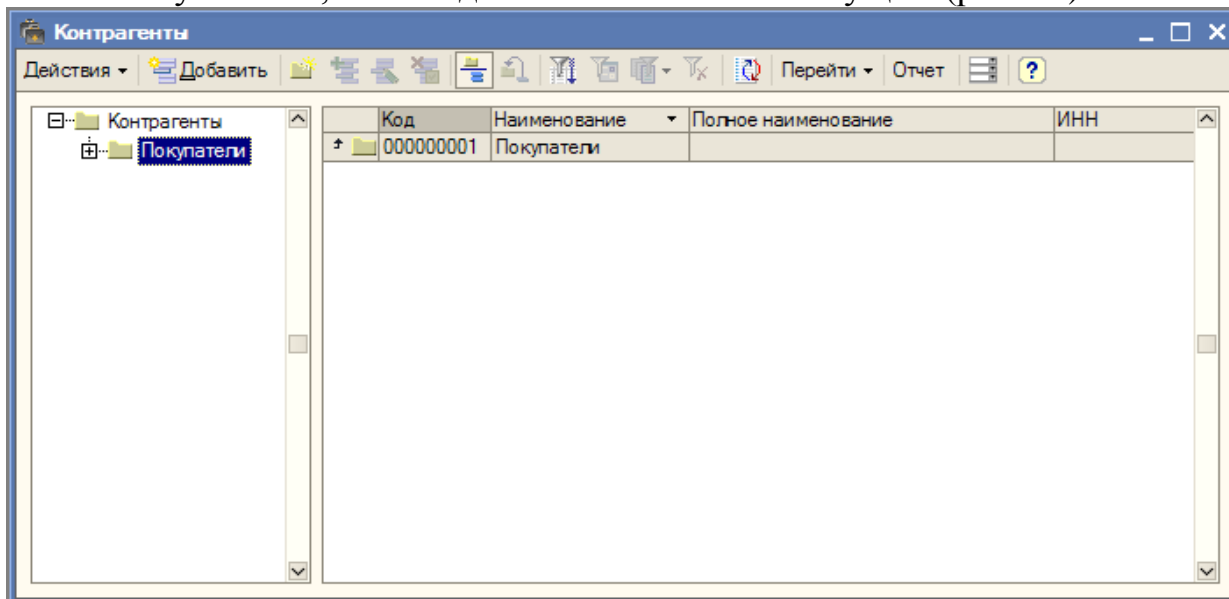 Контрагенты
Действия Добавить Перейти Отчет ?
Контрагенты
Покупатели
Код Наименование Полное наименование ИНН
000000001 Покупатели